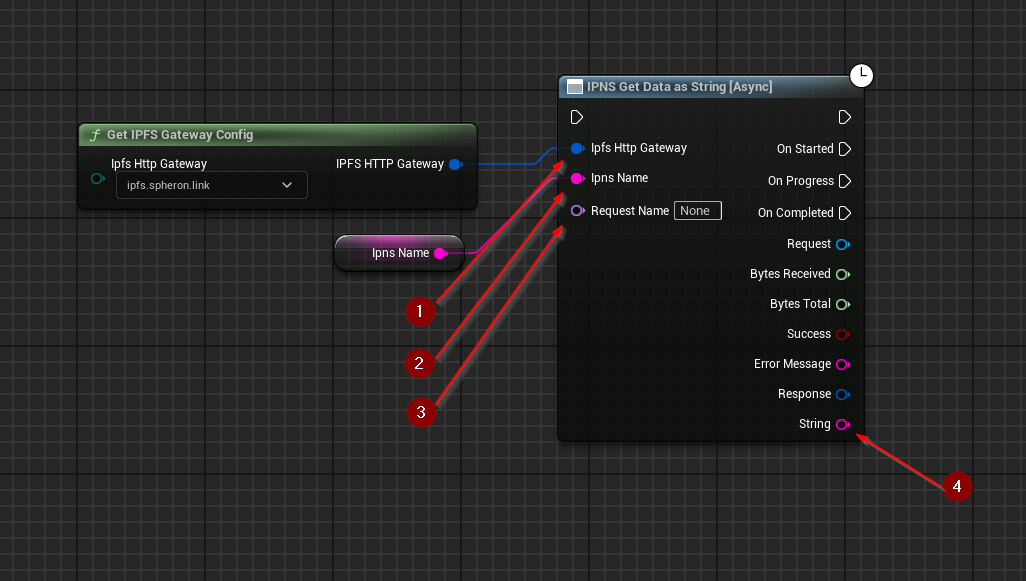 IPNS Get Data as String [Async]
Get IPFS Gateway Config
Ipfs Http Gateway
IPFS HTTP Gateway
ipfs.spheron.link
Ipns Name
Ipfs Http Gateway
On Started
Ipns Name
On Progress
Request Name
None
On Completed
Request
Bytes Received
Bytes Total
Success
Error Message
Response
String
1
2
3
4